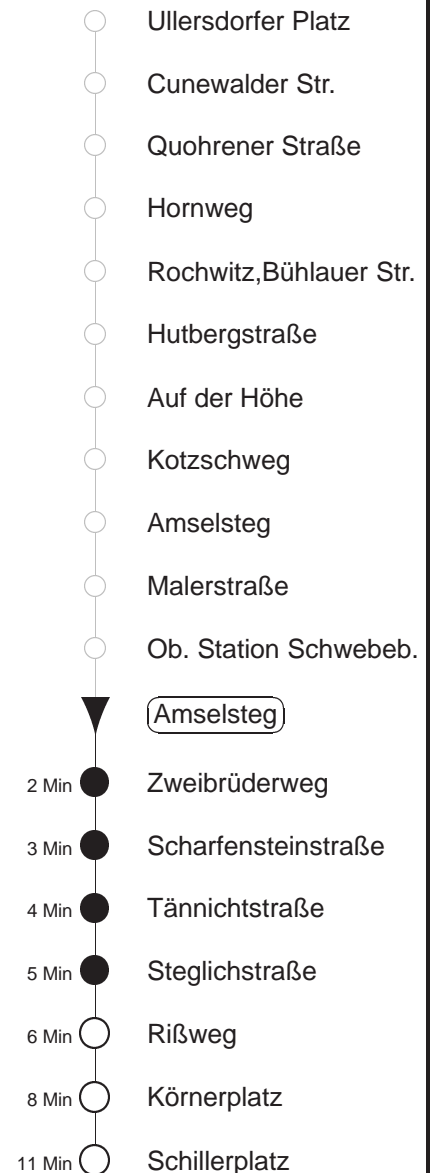 Ullersdorfer Platz
Cunewalder Str.
Quohrener Straße
Hornweg
Rochwitz,Bühlauer Str.
Hutbergstraße
Auf der Höhe
Kotzschweg
Amselsteg
Malerstraße
Ob. Station Schwebeb.
Amselsteg
2 Min Zweibrüderweg
3 Min Scharfensteinstraße
4 Min Tännichtstraße
5 Min Steglichstraße
6 Min Rißweg
8 Min Körnerplatz
11 Min Schillerplatz